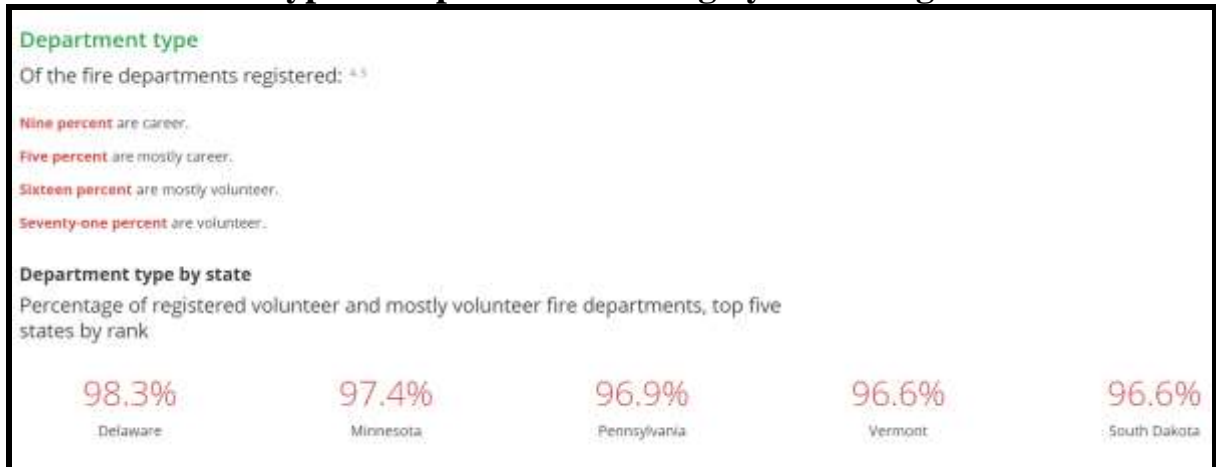 Department type
Of the fire departments registered: 4,5
Nine percent are career.
Five percent are mostly career.
Sixteen percent are mostly volunteer.
Seventy-one percent are volunteer.
Department type by state
Percentage of registered volunteer and mostly volunteer fire departments, top five
states by rank
98.3% 97.4% 96.9% 96.6% 96.6%
Delaware Minnesota Pennsylvania Vermont South Dakota